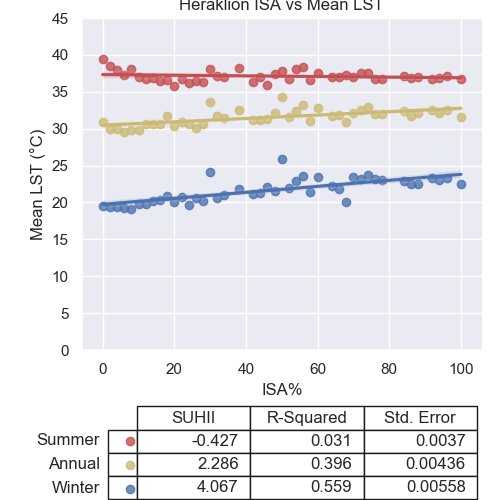 Heraklion ISA vs Mean LST
45
40
35
30
25
20
15
10
5
0
Mean LST (°C)
0 20 40 60 80 100
ISA%
SUHII R-Squared Std. Error
Summer -0.427 0.031 0.0037
Annual 2.286 0.396 0.00436
Winter 4.067 0.559 0.00558